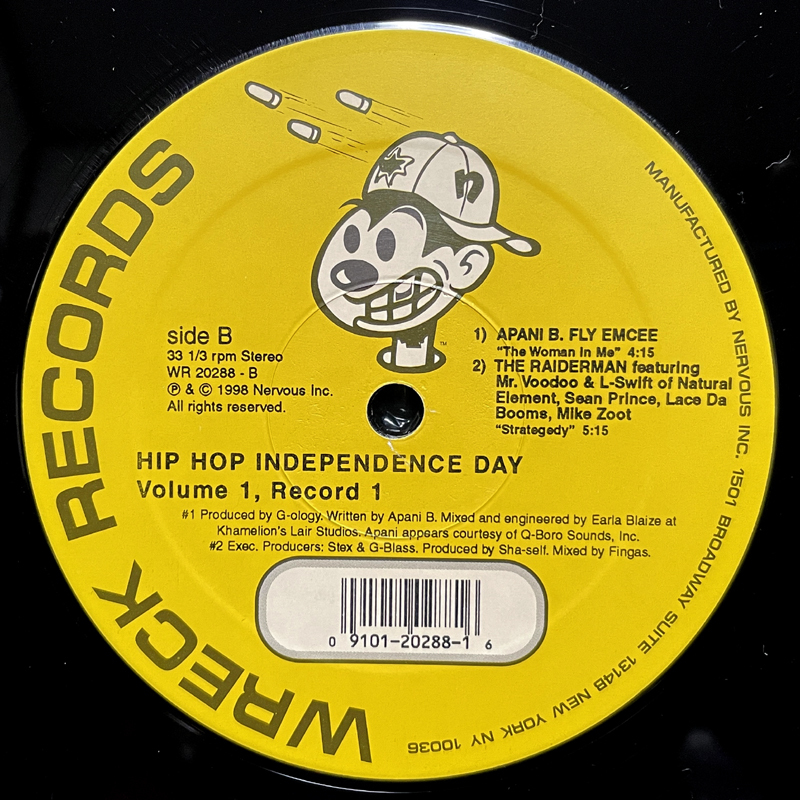 WRECK RECORDS
MANUFACTURED BY NERVOUS INC. 1501 BROADWAY SUITE 1314B NEW YORK NY 10036
n
TM
side B
33 1/3 rpm Stereo
WR 20288 - B
℗ & © 1998 Nervous Inc.
All rights reserved.
1) APANI B. FLY EMCEE
"The Woman In Me" 4:15
2) THE RAIDERMAN featuring
Mr. Voodoo & L-Swift of Natural
Element, Sean Prince, Lace Da
Booms, Mike Zoot
"Strategedy" 5:15
HIP HOP INDEPENDENCE DAY
Volume 1, Record 1
#1 Produced by G-ology. Written by Apani B. Mixed and engineered by Earla Blaize at
Khamelion's Lair Studios. Apani appears courtesy of Q-Boro Sounds, Inc.
#2 Exec. Producers: Stex & G-Blass. Produced by Sha-self. Mixed by Fingas.
0 9101-20288-1 6